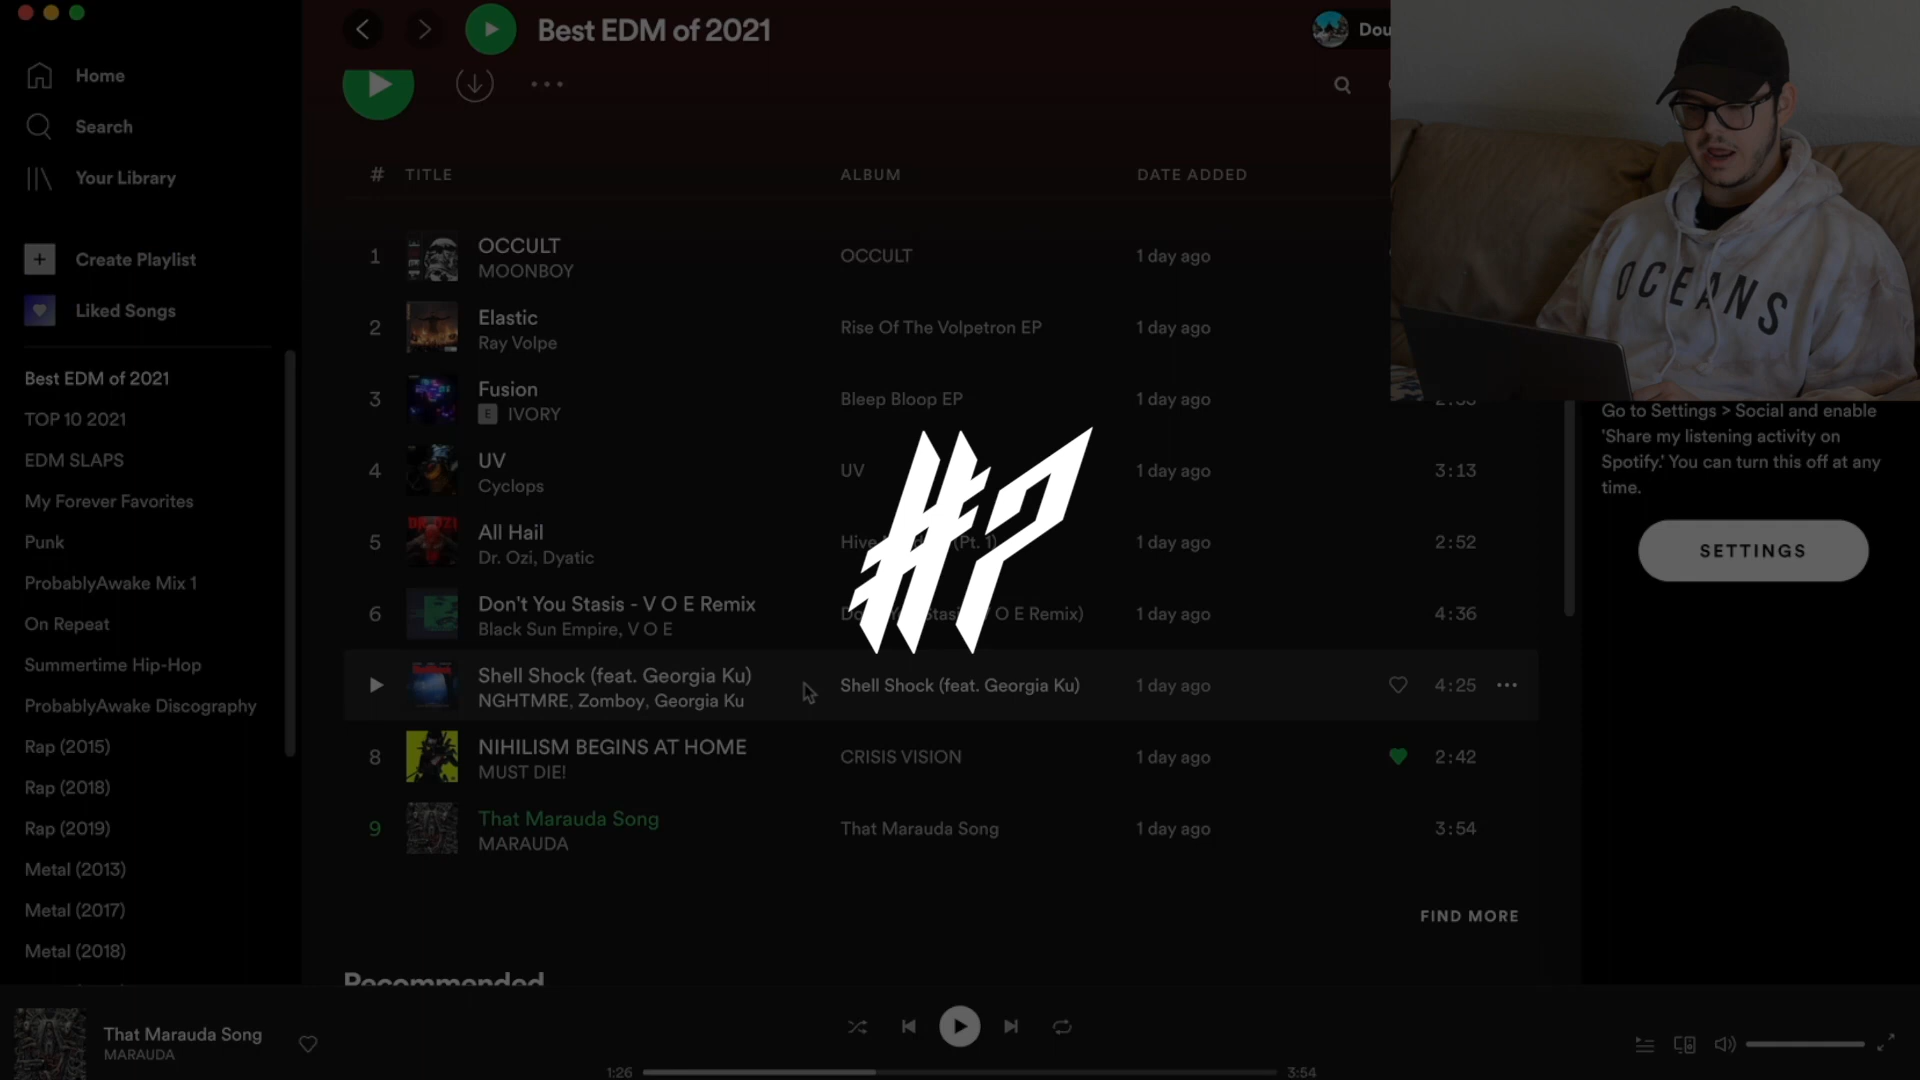 Home
Search
Your Library
Create Playlist
Liked Songs
Best EDM of 2021
TOP 10 2021
EDM SLAPS
My Forever Favorites
Punk
ProbablyAwake Mix 1
On Repeat
Summertime Hip-Hop
ProbablyAwake Discography
Rap (2015)
Rap (2018)
Rap (2019)
Metal (2013)
Metal (2017)
Metal (2018)
Best EDM of 2021
Dou
# TITLE ALBUM DATE ADDED
1 OCCULT OCCULT 1 day ago
MOONBOY
2 Elastic Rise Of The Volpetron EP 1 day ago
Ray Volpe
3 Fusion Bleep Bloop EP 1 day ago
E IVORY
4 UV UV 1 day ago 3:13
Cyclops
5 All Hail Hive (Pt. 1) 1 day ago 2:52
Dr. Ozi, Dyatic
6 Don't You Stasis - V O E Remix O E Remix) 1 day ago 4:36
Black Sun Empire, V O E
Shell Shock (feat. Georgia Ku) Shell Shock (feat. Georgia Ku) 1 day ago 4:25
NGHTMRE, Zomboy, Georgia Ku
8 NIHILISM BEGINS AT HOME CRISIS VISION 1 day ago 2:42
MUST DIE!
9 That Marauda Song That Marauda Song 1 day ago 3:54
MARAUDA
#7
FIND MORE
Recommended
OCEANS
Go to Settings > Social and enable
'Share my listening activity on
Spotify.' You can turn this off at any
time.
SETTINGS
That Marauda Song
MARAUDA
1:26 3:54